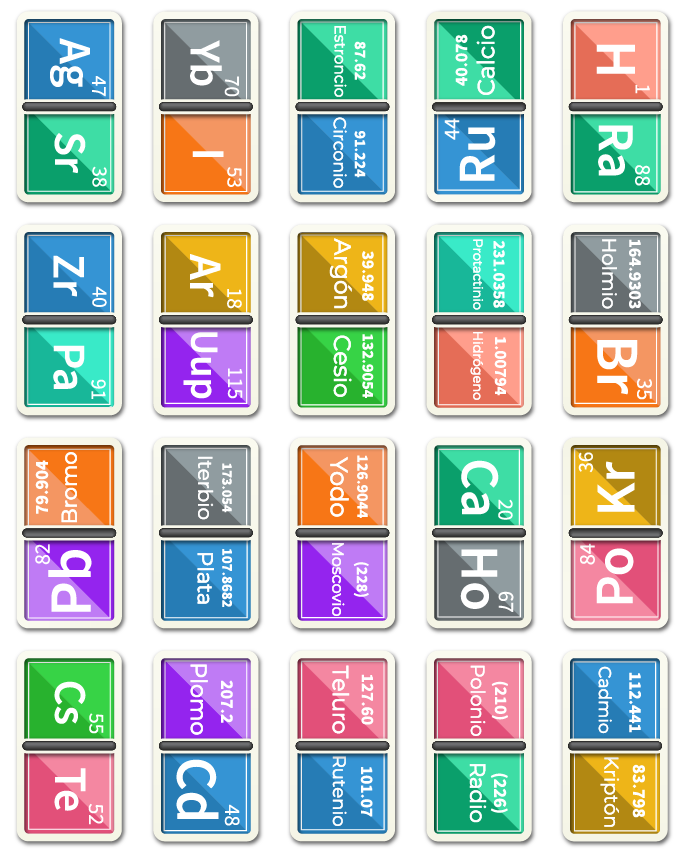 Ag
47
Sr
38
Yb
70
I
53
87.62
Estroncio
91.224
Circonio
40.078
Calcio
44
Ru
H
1
Ra
88
Zr
40
Pa
91
Ar
18
Uup
115
39.948
Argón
132.9054
Cesio
231.0358
Protactinio
1.00794
Hidrógeno
164.9303
Holmio
Br
35
79.904
Bromo
82
Pb
173.054
Iterbio
107.8682
Plata
126.9044
Yodo
(228)
Moscovio
Ca
20
Ho
67
36
Kr
84
Po
Cs
55
Te
52
207.2
Plomo
Cd
48
127.60
Teluro
101.07
Rutenio
(210)
Polonio
(226)
Radio
112.441
Cadmio
83.798
Kriptón